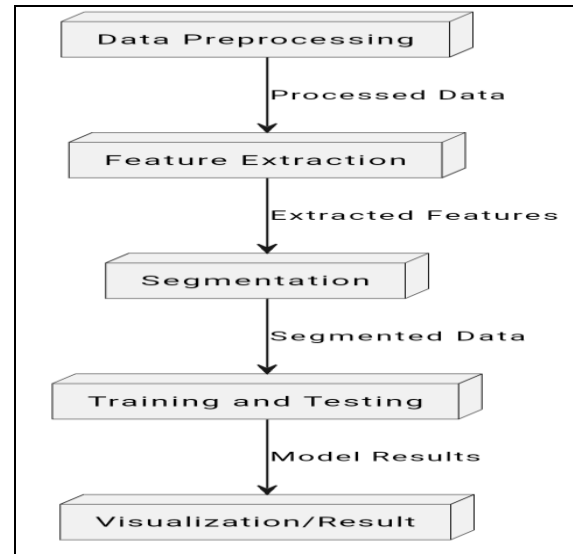 Data Preprocessing
Processed Data
Feature Extraction
Extracted Features
Segmentation
Segmented Data
Training and Testing
Model Results
Visualization/Result